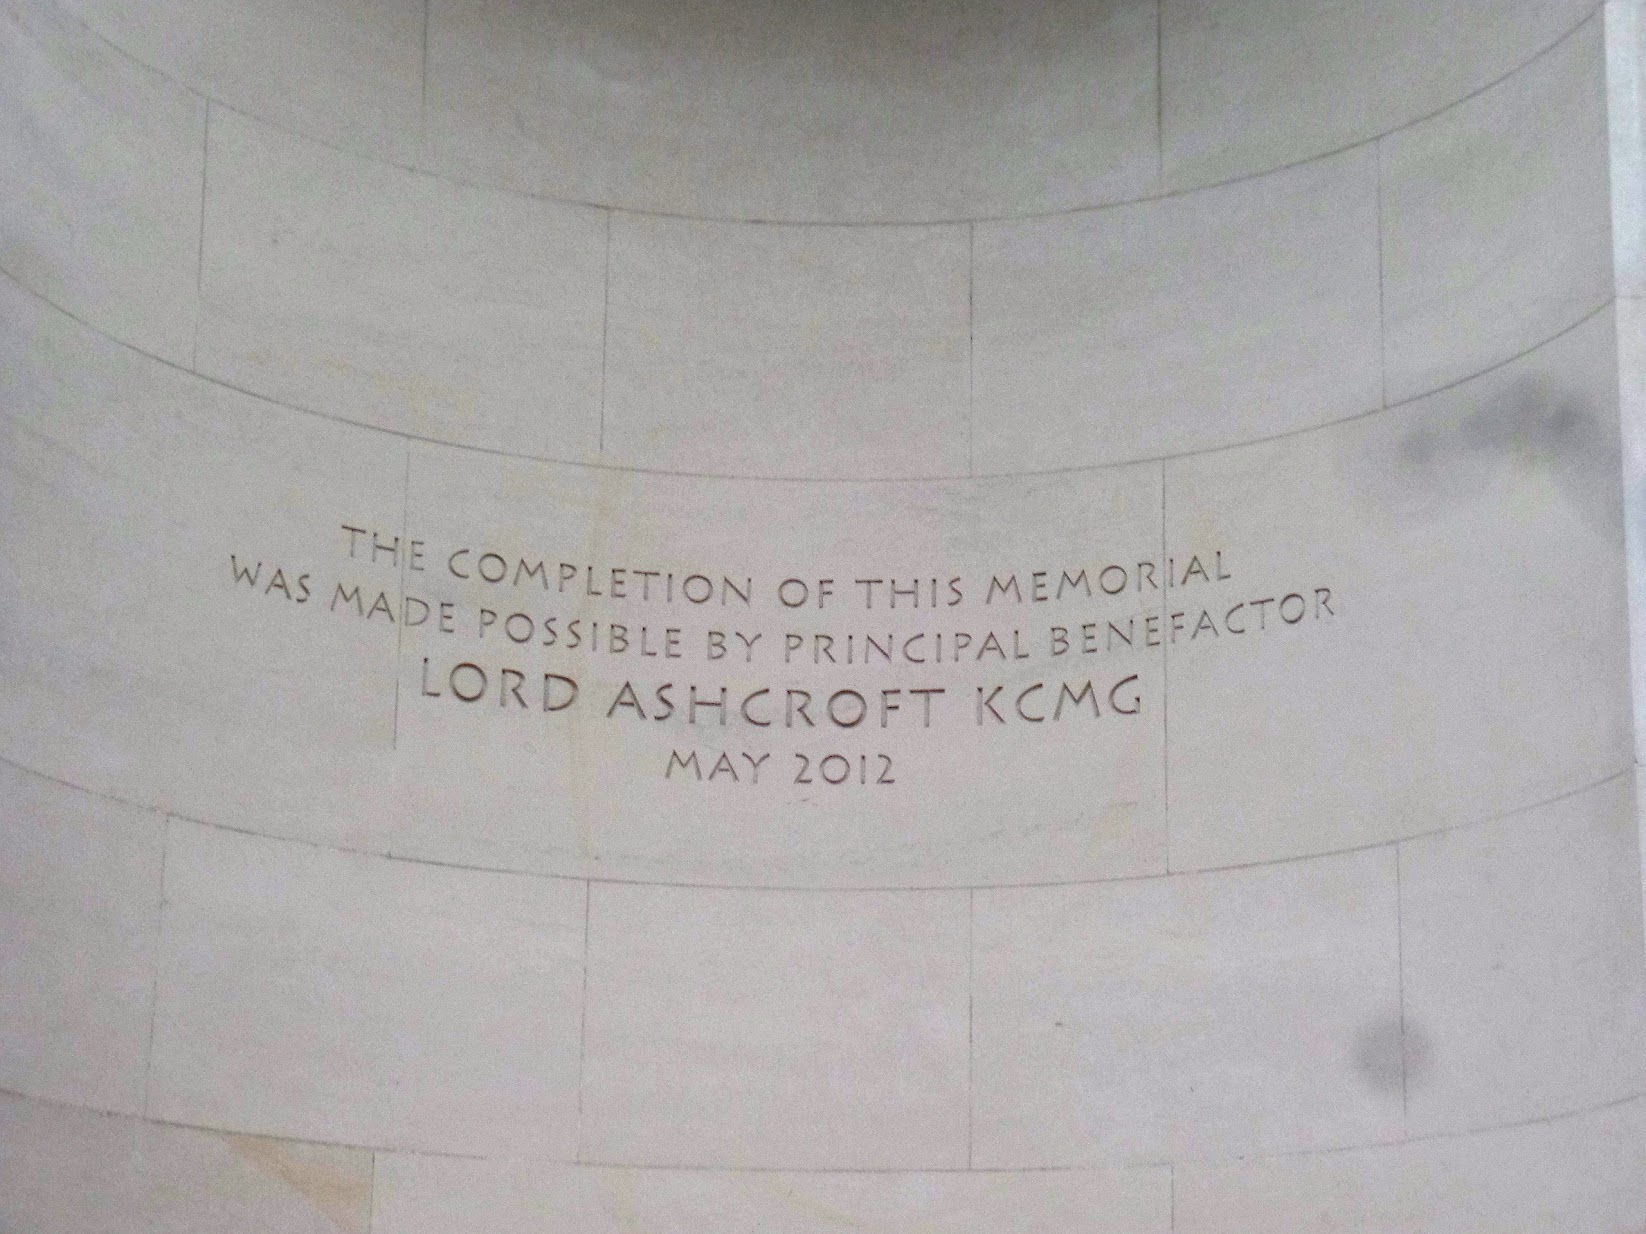 THE COMPLETION OF THIS MEMORIAL
WAS MADE POSSIBLE BY PRINCIPAL BENEFACTOR
LORD ASHCROFT KCMG
MAY 2012